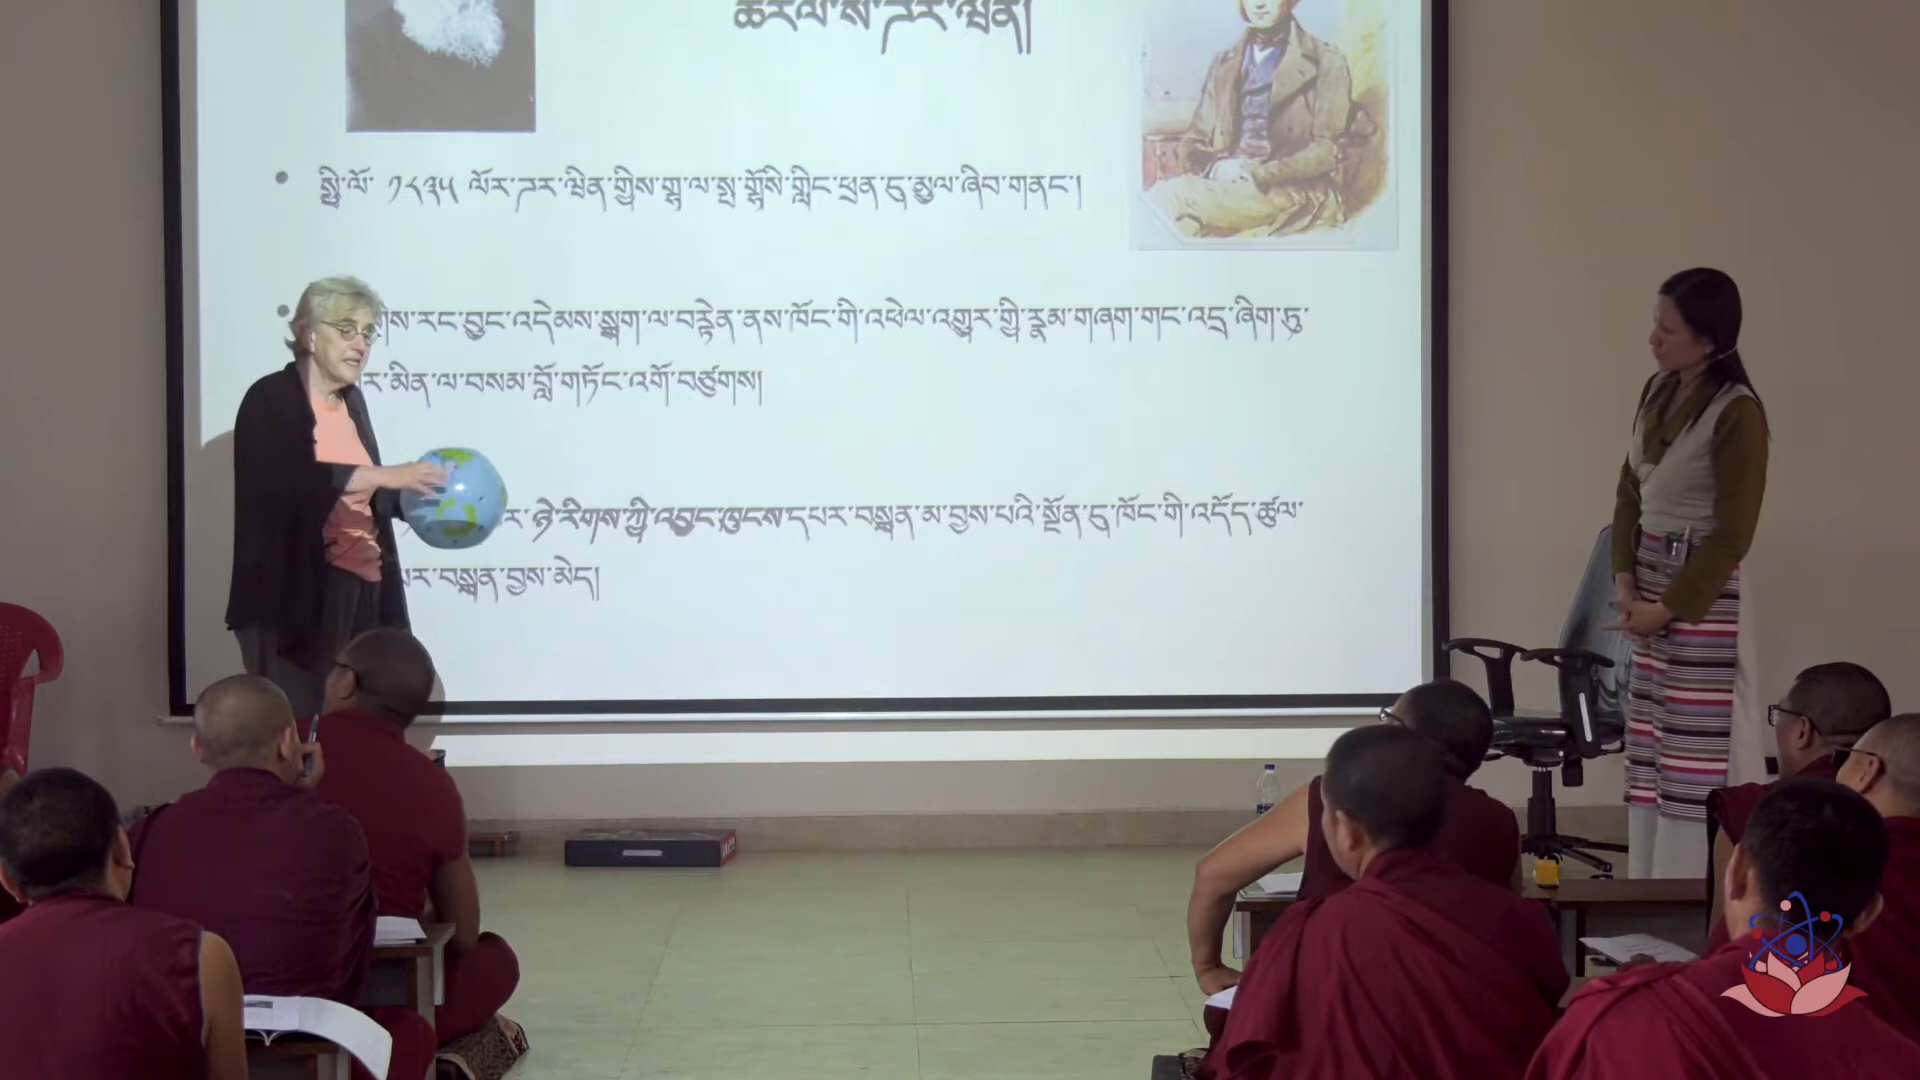 ཆརལ་ས་ཌར་ཝིན།
སྤྱི་ལོ་ ༡༨༣༥ ལོར་ཌར་ཝིན་གྱིས་གྷ་ལ་སྤ་གྷོསི་གླིང་ཕྲན་དུ་མྱུལ་ཞིབ་གནང་།
རང་བྱུང་འདེམས་སྒྲུག་ལ་བརྟེན་ནས་ཁོང་གི་འཕེལ་འགྱུར་གྱི་རྣམ་གཞག་གང་འདྲ་ཞིག་ཏུ་
མིན་ལ་བསམ་བློ་གཏོང་འགོ་བཙུགས།
ཉེ་རིགས་ཀྱི་འབྱུང་ཁུངས་དཔར་བསྐྲུན་མ་བྱས་པའི་སྔོན་དུ་ཁོང་གི་འདོད་ཚུལ་
པར་བསྐྲུན་བྱས་མེད།